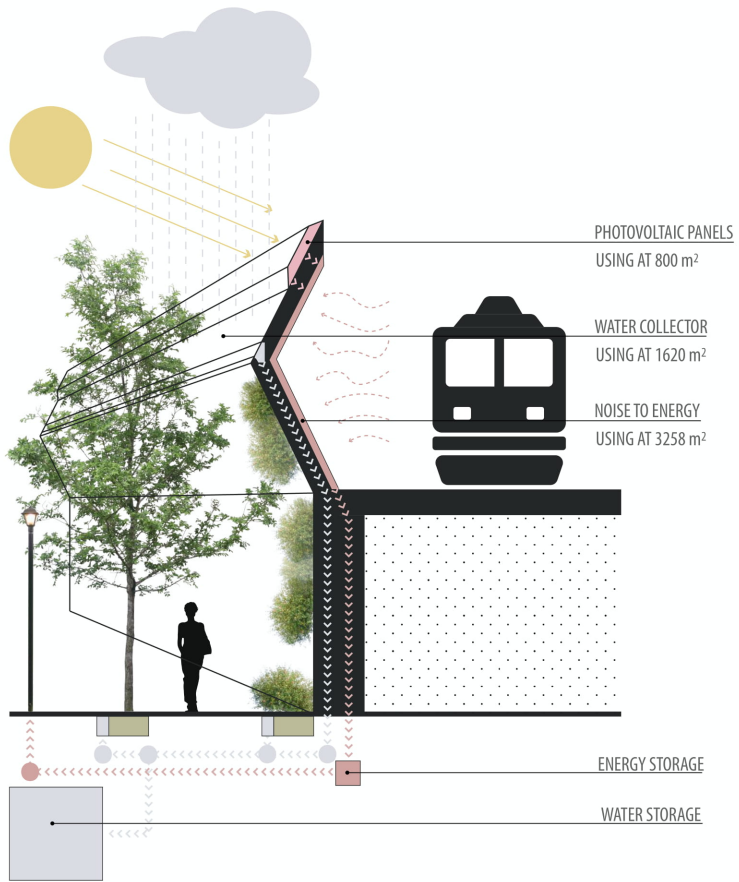 PHOTOVOLTAIC PANELS
USING AT 800 m²
WATER COLLECTOR
USING AT 1620 m²
NOISE TO ENERGY
USING AT 3258 m²
ENERGY STORAGE
WATER STORAGE